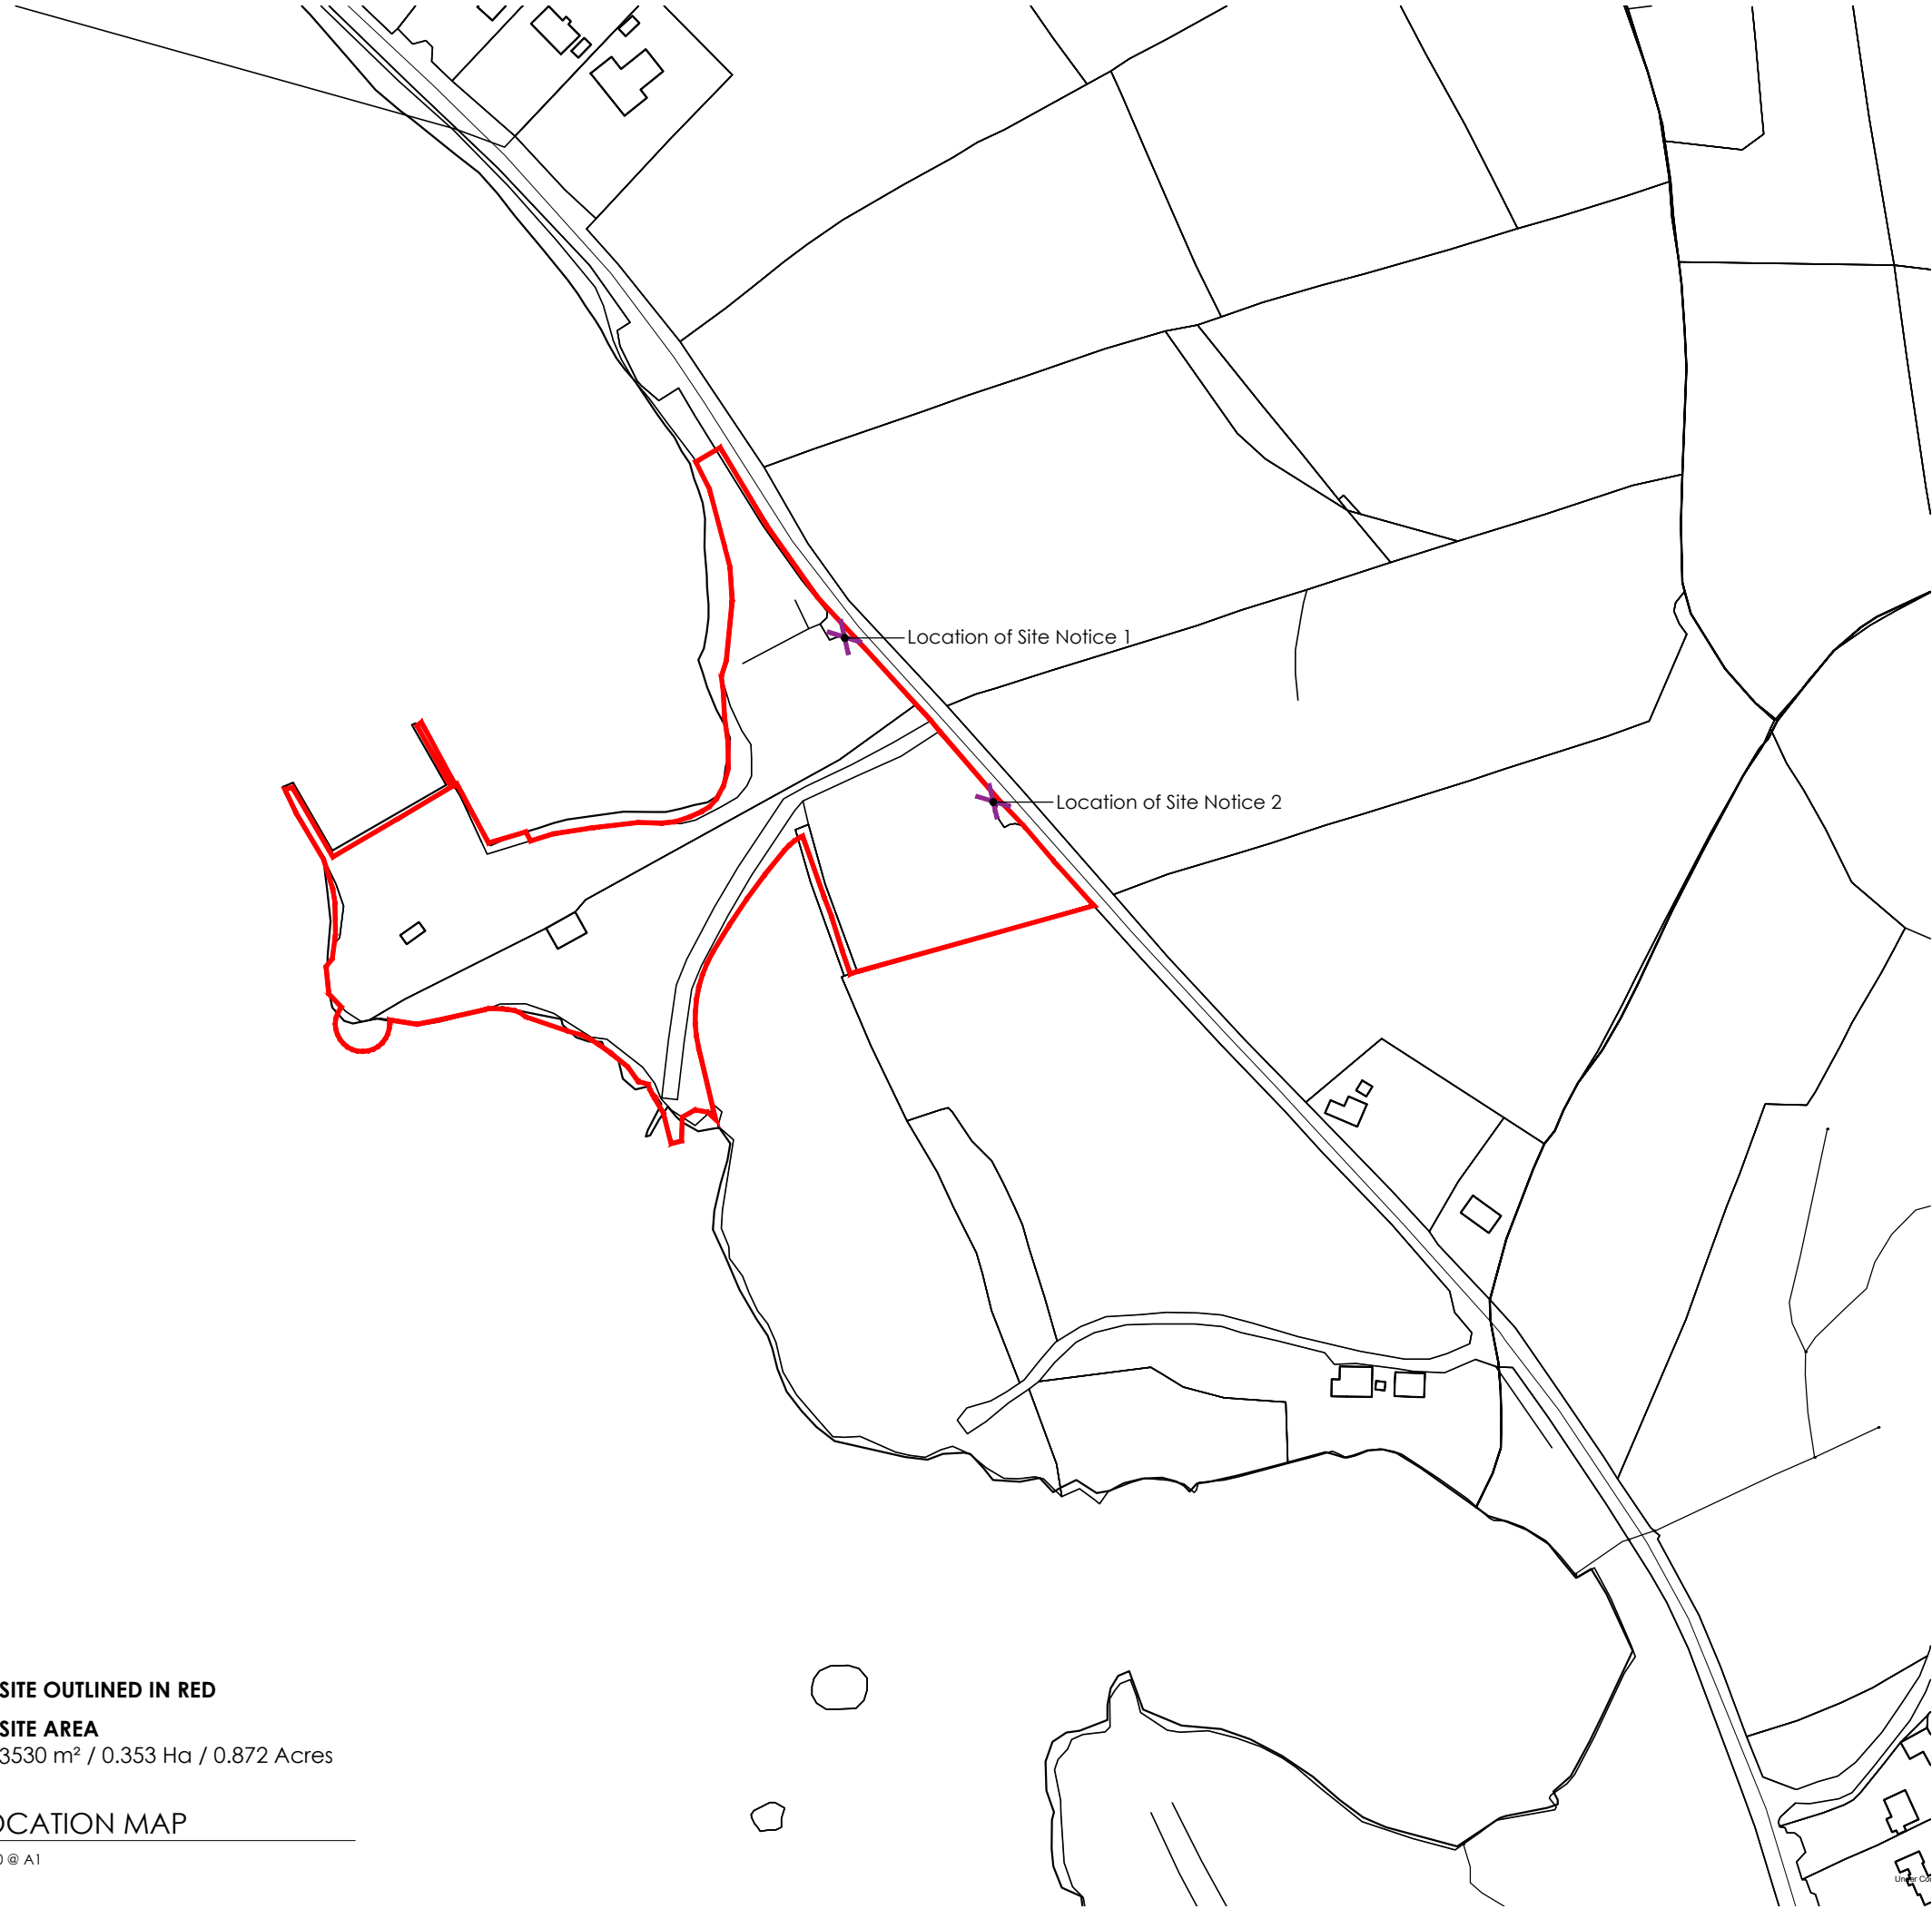 Location of Site Notice 1
Location of Site Notice 2
SITE OUTLINED IN RED
SITE AREA
3530 m² / 0.353 Ha / 0.872 Acres
OCATION MAP
@ A1